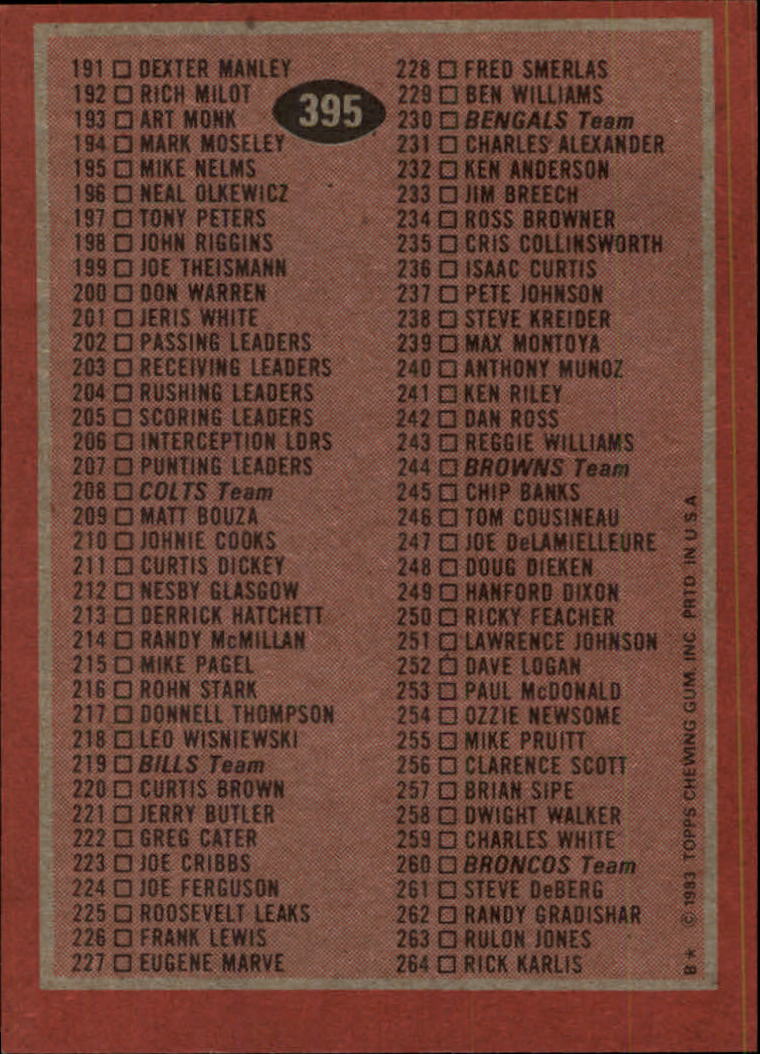 395
191 □ DEXTER MANLEY
192 □ RICH MILOT
193 □ ART MONK
194 □ MARK MOSELEY
195 □ MIKE NELMS
196 □ NEAL OLKEWICZ
197 □ TONY PETERS
198 □ JOHN RIGGINS
199 □ JOE THEISMANN
200 □ DON WARREN
201 □ JERIS WHITE
202 □ PASSING LEADERS
203 □ RECEIVING LEADERS
204 □ RUSHING LEADERS
205 □ SCORING LEADERS
206 □ INTERCEPTION LDRS
207 □ PUNTING LEADERS
208 □ COLTS Team
209 □ MATT BOUZA
210 □ JOHNIE COOKS
211 □ CURTIS DICKEY
212 □ NESBY GLASGOW
213 □ DERRICK HATCHETT
214 □ RANDY McMILLAN
215 □ MIKE PAGEL
216 □ ROHN STARK
217 □ DONNELL THOMPSON
218 □ LEO WISNIEWSKI
219 □ BILLS Team
220 □ CURTIS BROWN
221 □ JERRY BUTLER
222 □ GREG CATER
223 □ JOE CRIBBS
224 □ JOE FERGUSON
225 □ ROOSEVELT LEAKS
226 □ FRANK LEWIS
227 □ EUGENE MARVE
228 □ FRED SMERLAS
229 □ BEN WILLIAMS
230 □ BENGALS Team
231 □ CHARLES ALEXANDER
232 □ KEN ANDERSON
233 □ JIM BREECH
234 □ ROSS BROWNER
235 □ CRIS COLLINSWORTH
236 □ ISAAC CURTIS
237 □ PETE JOHNSON
238 □ STEVE KREIDER
239 □ MAX MONTOYA
240 □ ANTHONY MUNOZ
241 □ KEN RILEY
242 □ DAN ROSS
243 □ REGGIE WILLIAMS
244 □ BROWNS Team
245 □ CHIP BANKS
246 □ TOM COUSINEAU
247 □ JOE DeLAMIELLEURE
248 □ DOUG DIEKEN
249 □ HANFORD DIXON
250 □ RICKY FEACHER
251 □ LAWRENCE JOHNSON
252 □ DAVE LOGAN
253 □ PAUL McDONALD
254 □ OZZIE NEWSOME
255 □ MIKE PRUITT
256 □ CLARENCE SCOTT
257 □ BRIAN SIPE
258 □ DWIGHT WALKER
259 □ CHARLES WHITE
260 □ BRONCOS Team
261 □ STEVE DeBERG
262 □ RANDY GRADISHAR
263 □ RULON JONES
264 □ RICK KARLIS
B* © 1983 TOPPS CHEWING GUM, INC. PRTD. IN U.S.A.